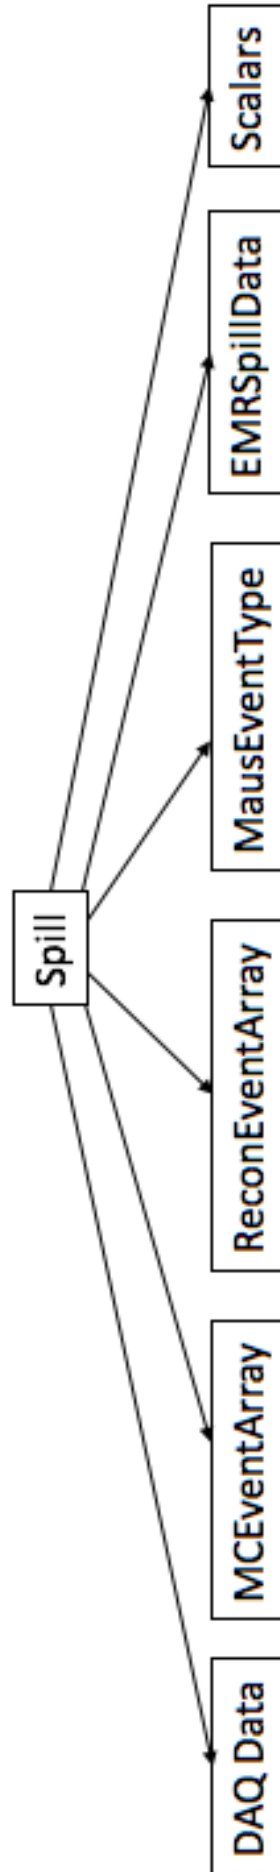 Spill
DAQ Data
MCEventArray
ReconEventArray
MausEventType
EMRSpillData
Scalars